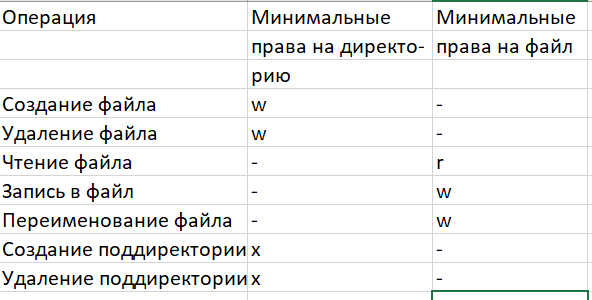 Операция Минимальные Минимальные
права на директо- права на файл
рию
Создание файла w -
Удаление файла w -
Чтение файла - r
Запись в файл - w
Переименование файла - w
Создание поддиректории x -
Удаление поддиректории x -